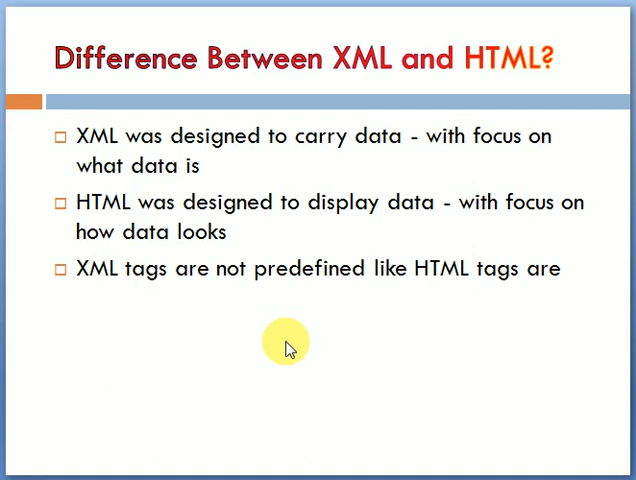 Difference Between XML and HTML?
XML was designed to carry data - with focus on
what data is
HTML was designed to display data - with focus on
how data looks
XML tags are not predefined like HTML tags are